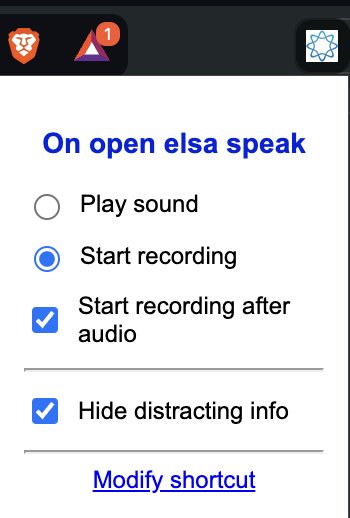 1
On open elsa speak
Play sound
Start recording
Start recording after
audio
Hide distracting info
Modify shortcut